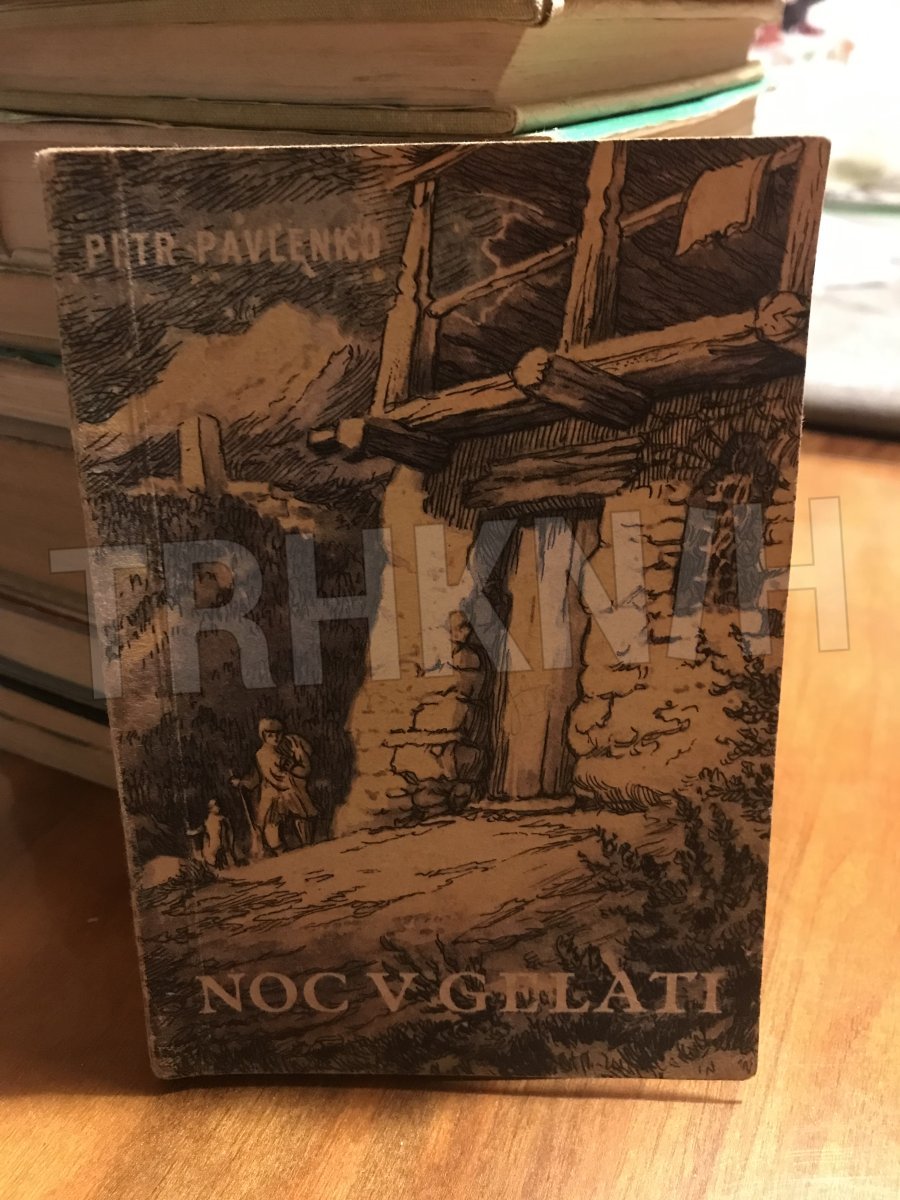 PETR PAVLENKO
TRHKNIH
NOC V GELATI